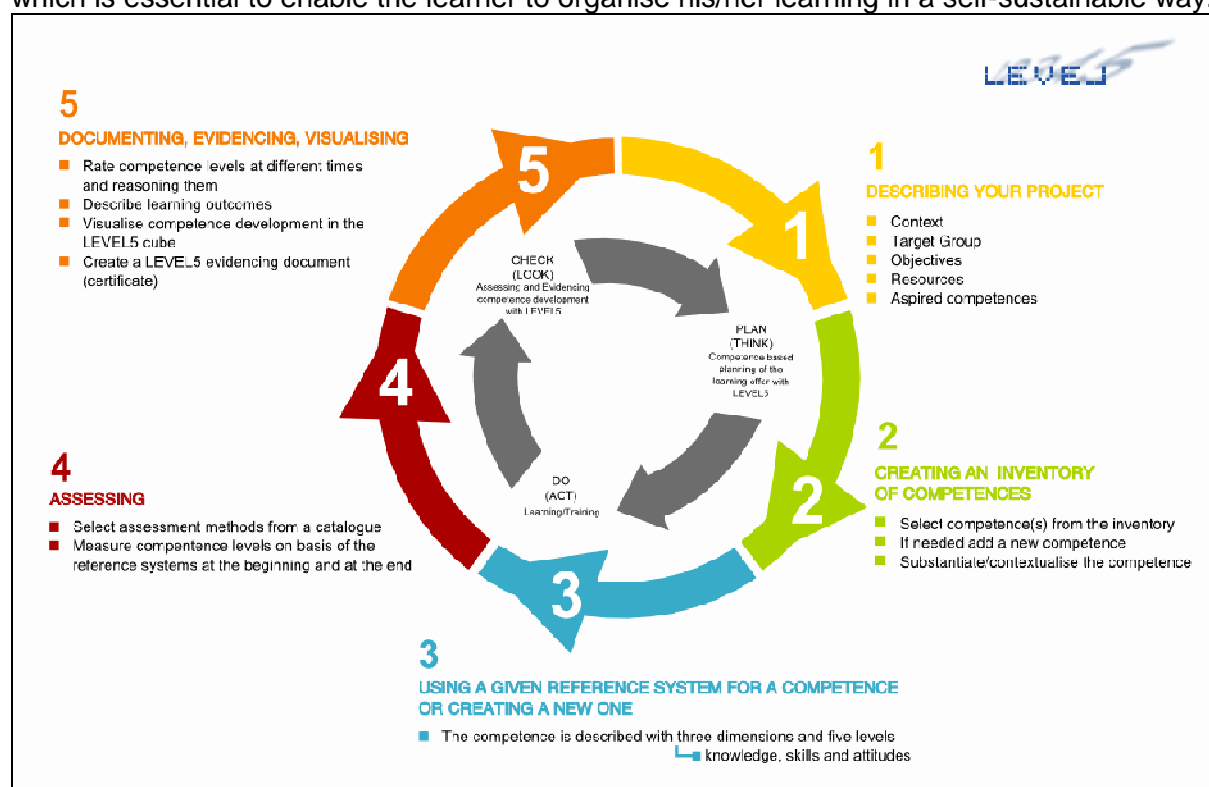 which is essential to enable the learner to organise his/her learning in a self-sustainable way.
LEVEL5
5
DOCUMENTING, EVIDENCING, VISUALISING
Rate competence levels at different times
and reasoning them
Describe learning outcomes
Visualise competence development in the
LEVEL5 cube
Create a LEVEL5 evidencing document
(certificate)
5
1
1
DESCRIBING YOUR PROJECT
Context
Target Group
Objectives
Resources
Aspired competences
CHECK
(LOOK)
Assessing and Evidencing
competence development
with LEVEL5
PLAN
(THINK)
Competence based
planning of the
learning offer with
LEVEL5
4
2
CREATING AN INVENTORY
OF COMPETENCES
Select competence(s) from the inventory
If needed add a new competence
Substantiate/contextualise the competence
2
4
ASSESSING
Select assessment methods from a catalogue
Measure compentence levels on basis of the
reference systems at the beginning and at the end
DO
(ACT)
Learning/Training
3
3
USING A GIVEN REFERENCE SYSTEM FOR A COMPETENCE
OR CREATING A NEW ONE
The competence is described with three dimensions and five levels
knowledge, skills and attitudes